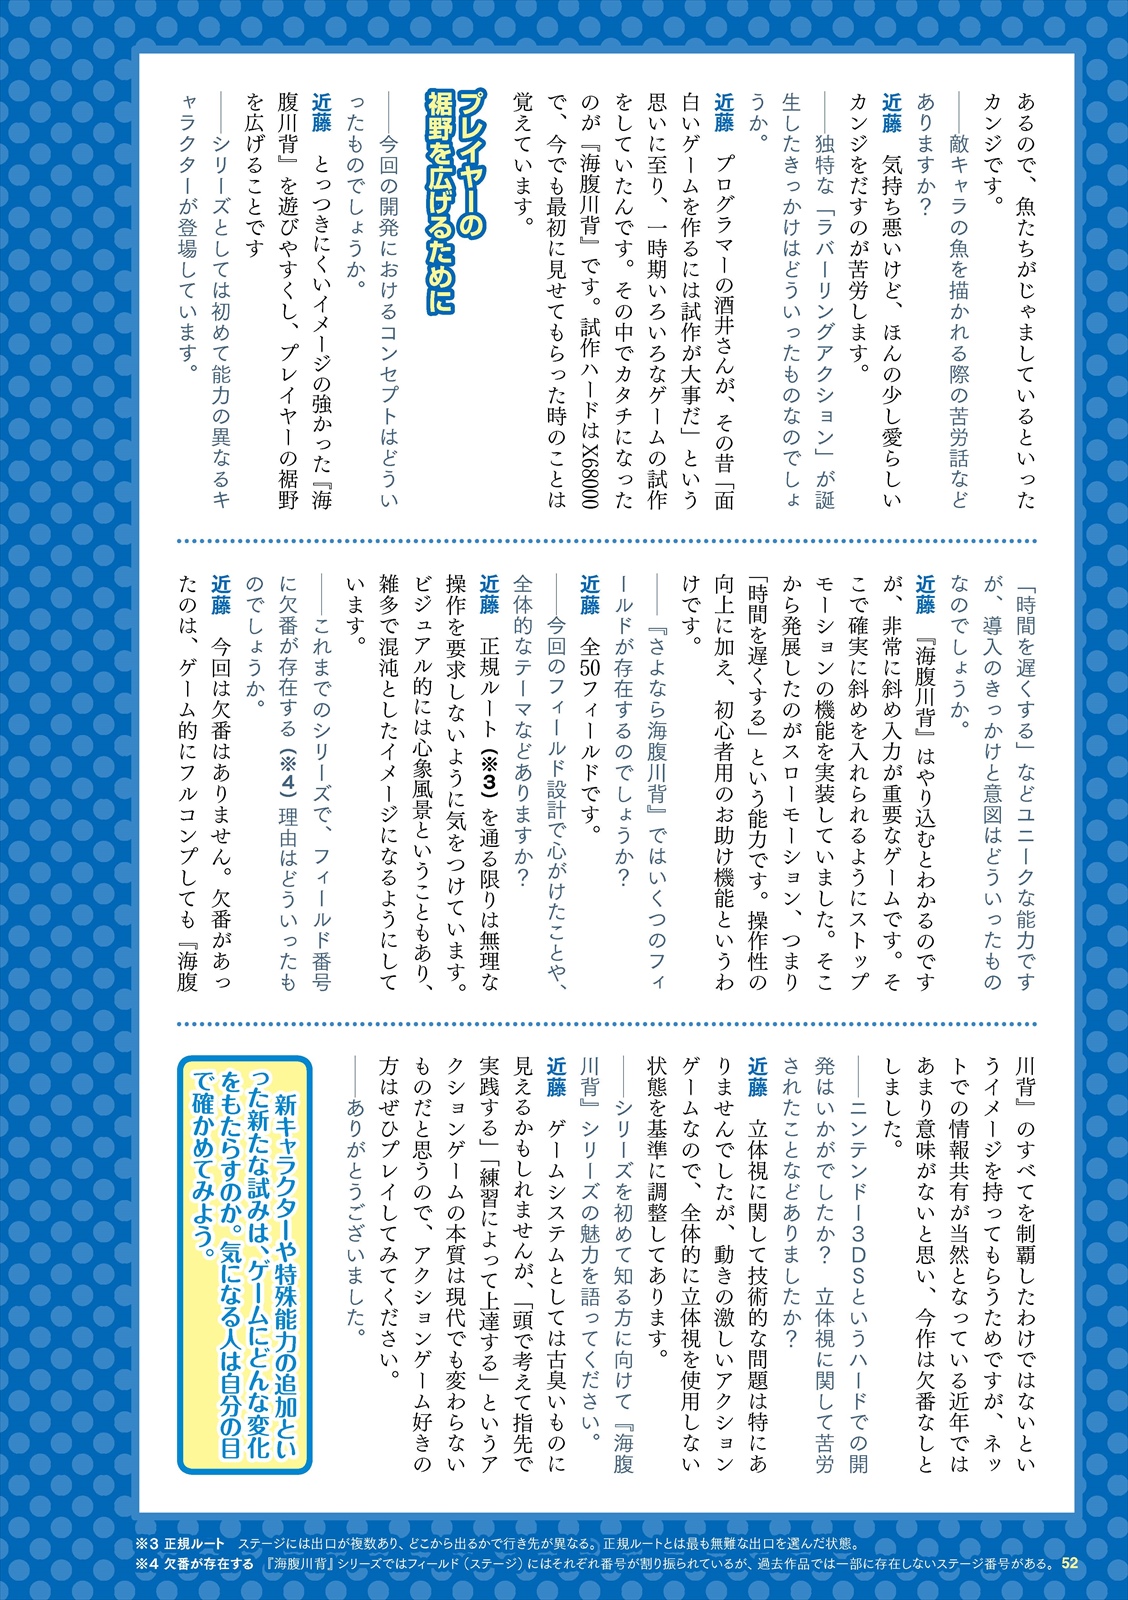 あるので、魚たちがじゃましているといった
カンジです。
――敵キャラの魚を描かれる際の苦労話など
ありますか？
近藤　気持ち悪いけど、ほんの少し愛らしい
カンジをだすのが苦労します。
――独特な「ラバーリングアクション」が誕
生したきっかけはどういったものなのでしょ
うか。
近藤　プログラマーの酒井さんが、その昔「面
白いゲームを作るには試作が大事だ」という
思いに至り、一時期いろいろなゲームの試作
をしていたんです。その中でカタチになった
のが『海腹川背』です。試作ハードはX68000
で、今でも最初に見せてもらった時のことは
覚えています。
プレイヤーの
裾野を広げるために
――今回の開発におけるコンセプトはどうい
ったものでしょうか。
近藤　とっつきにくいイメージの強かった『海
腹川背』を遊びやすくし、プレイヤーの裾野
を広げることです
――シリーズとしては初めて能力の異なるキ
ャラクターが登場しています。
「時間を遅くする」などユニークな能力です
が、導入のきっかけと意図はどういったもの
なのでしょうか。
近藤　『海腹川背』はやり込むとわかるのです
が、非常に斜め入力が重要なゲームです。そ
こで確実に斜めを入れられるようにストップ
モーションの機能を実装していました。そこ
から発展したのがスローモーション、つまり
「時間を遅くする」という能力です。操作性の
向上に加え、初心者用のお助け機能というわ
けです。
――『さよなら海腹川背』ではいくつのフィ
ールドが存在するのでしょうか？
近藤　全50フィールドです。
――今回のフィールド設計で心がけたことや、
全体的なテーマなどありますか？
近藤　正規ルート（※3）を通る限りは無理な
操作を要求しないように気をつけています。
ビジュアル的には心象風景ということもあり、
雑多で混沌としたイメージになるようにして
います。
――これまでのシリーズで、フィールド番号
に欠番が存在する（※4）理由はどういったも
のでしょうか。
近藤　今回は欠番はありません。欠番があっ
たのは、ゲーム的にフルコンプしても『海腹
川背』のすべてを制覇したわけではないとい
うイメージを持ってもらうためですが、ネッ
トでの情報共有が当然となっている近年では
あまり意味がないと思い、今作は欠番なしと
しました。
――ニンテンドー3DSというハードでの開
発はいかがでしたか？　立体視に関して苦労
されたことなどありましたか？
近藤　立体視に関して技術的な問題は特にあ
りませんでしたが、動きの激しいアクション
ゲームなので、全体的に立体視を使用しない
状態を基準に調整してあります。
――シリーズを初めて知る方に向けて『海腹
川背』シリーズの魅力を語ってください。
近藤　ゲームシステムとしては古臭いものに
見えるかもしれませんが、「頭で考えて指先で
実践する」「練習によって上達する」というア
クションゲームの本質は現代でも変わらない
ものだと思うので、アクションゲーム好きの
方はぜひプレイしてみてください。
――ありがとうございました。
新キャラクターや特殊能力の追加とい
った新たな試みは、ゲームにどんな変化
をもたらすのか。気になる人は自分の目
で確かめてみよう。
※3 正規ルート　ステージには出口が複数あり、どこから出るかで行き先が異なる。正規ルートとは最も無難な出口を選んだ状態。
※4 欠番が存在する　『海腹川背』シリーズではフィールド（ステージ）にはそれぞれ番号が割り振られているが、過去作品では一部に存在しないステージ番号がある。 52